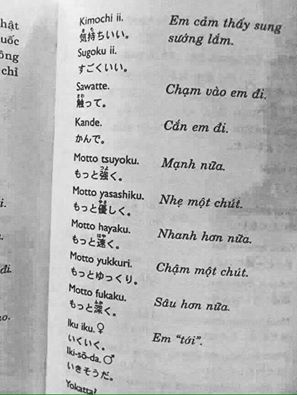 hật
uốc
ông
chỉ
Kimochi ii.
気持ちいい。
Em cảm thấy sung
sướng lắm.
Sugoku ii.
すごくいい。
Sawatte.
触って。
Chạm vào em đi.
Kande.
かんで。
Cắn em đi.
Motto tsuyoku.
もっと強く。
Mạnh nữa.
Motto yasashiku.
もっと優しく。
Nhẹ một chút.
Motto hayaku.
もっと速く。
Nhanh hơn nữa.
Motto yukkuri.
もっとゆっくり。
Chậm một chút.
Motto fukaku.
もっと深く。
Sâu hơn nữa.
Iku iku. ♀
いくいく。
Em "tới".
Iki-sō-da. ♂
いきそうだ。
Yokatta?
đi.